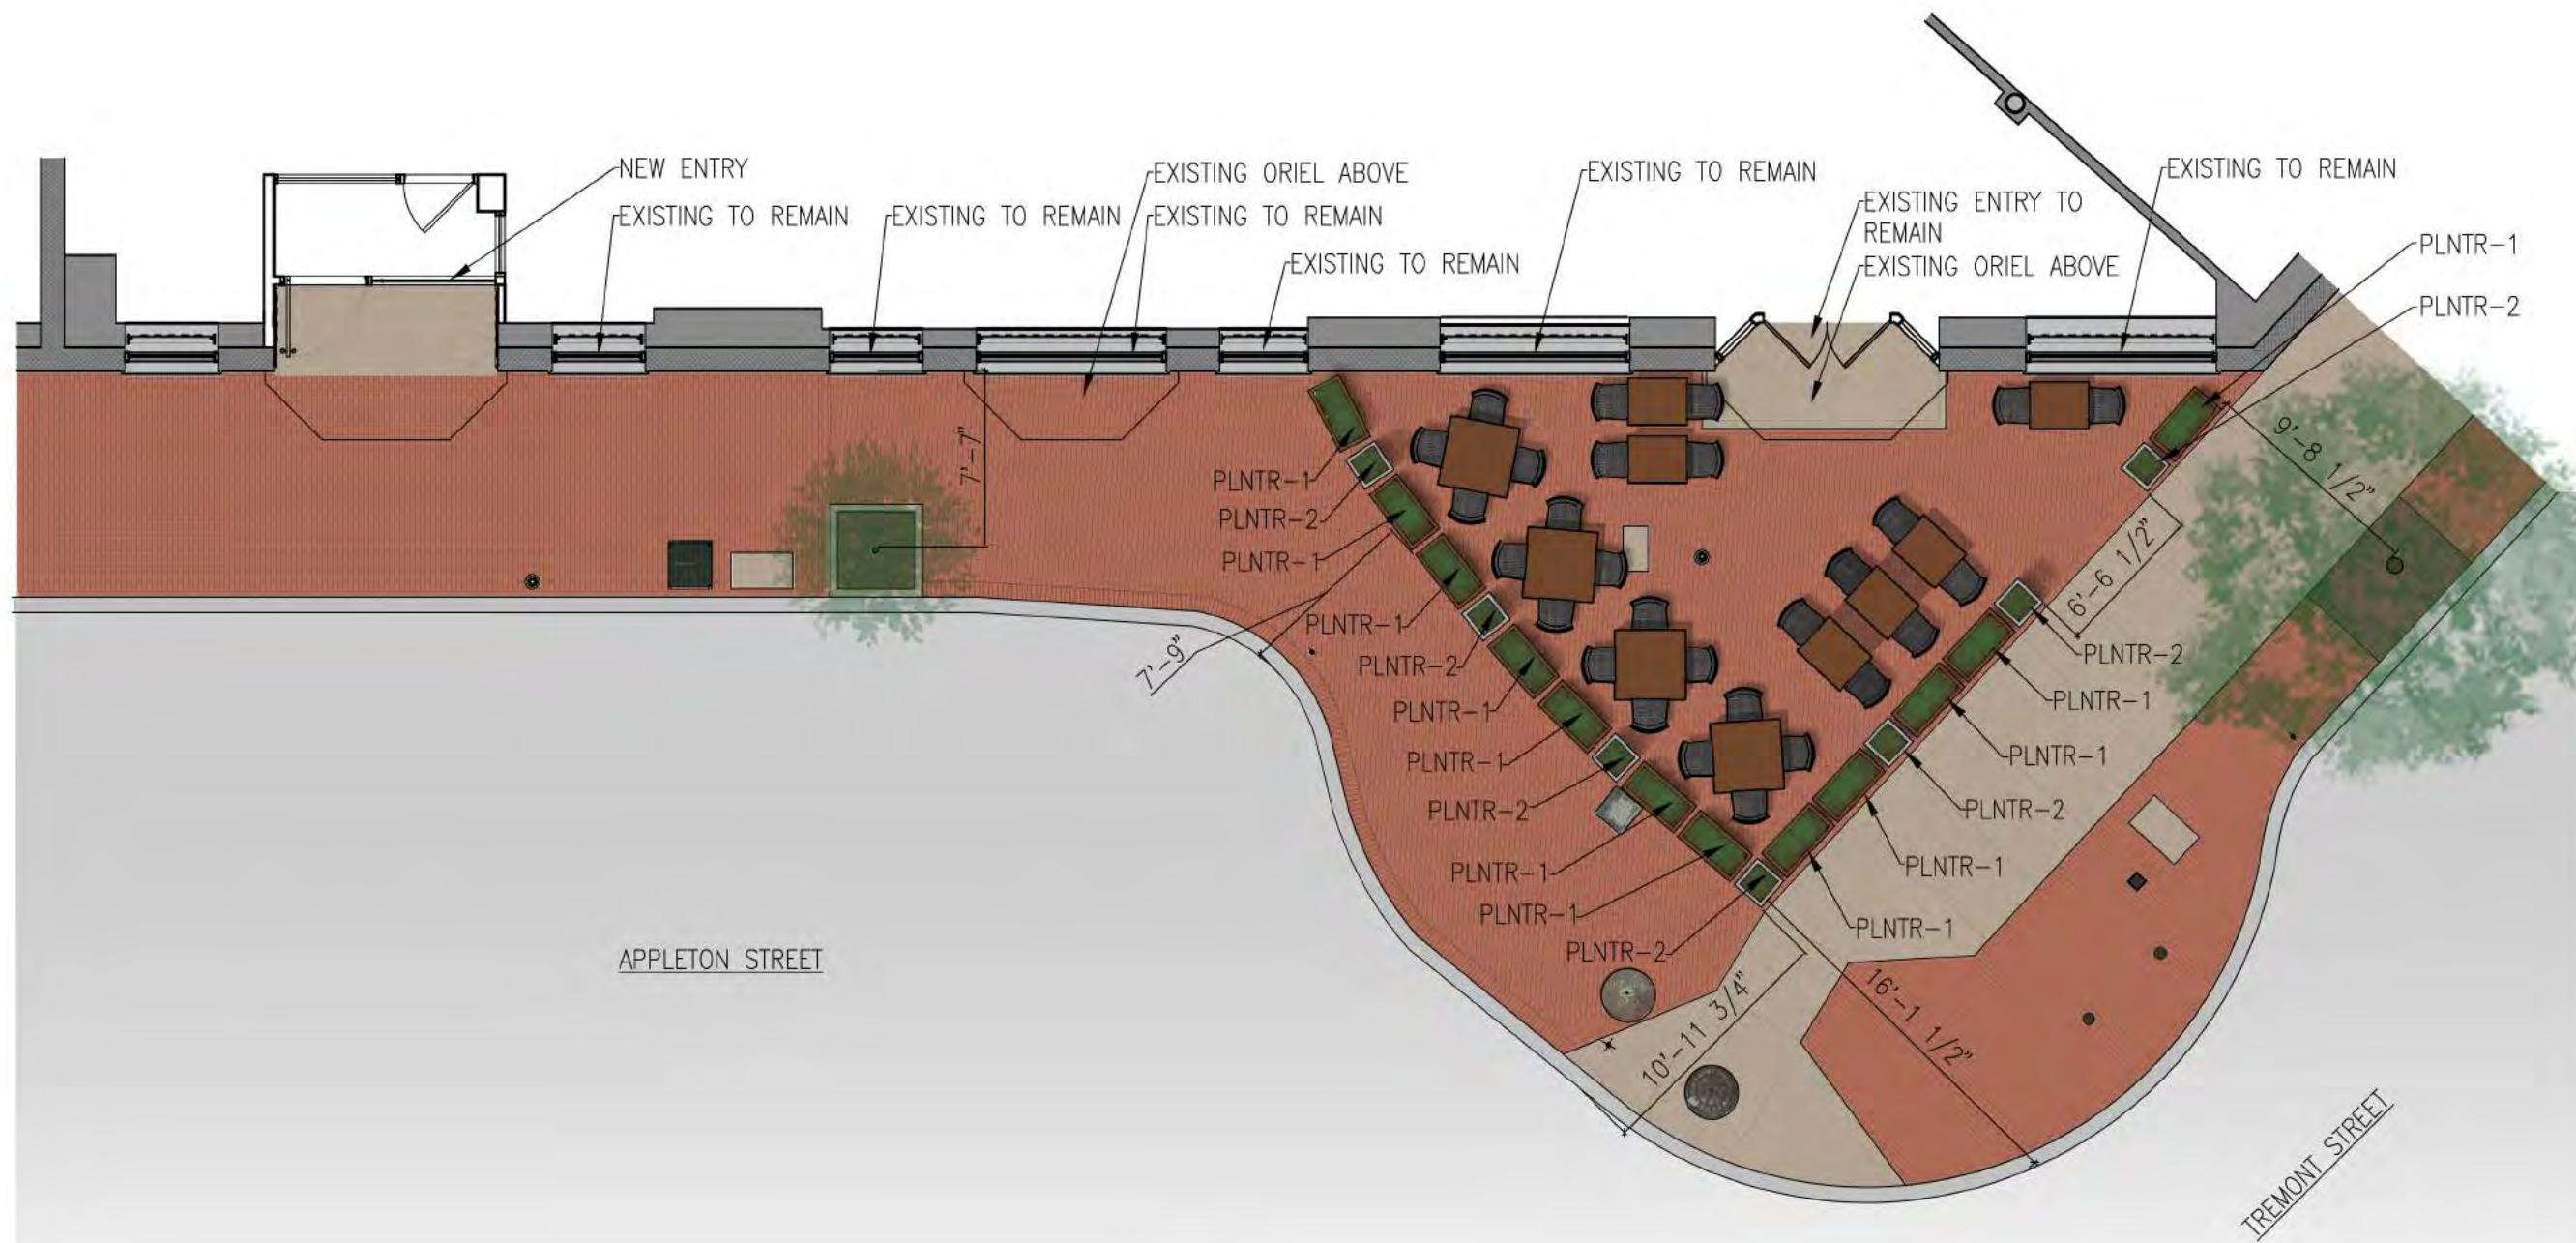 NEW ENTRY
EXISTING TO REMAIN
EXISTING TO REMAIN
EXISTING ORIEL ABOVE
EXISTING TO REMAIN
EXISTING TO REMAIN
EXISTING TO REMAIN
EXISTING ENTRY TO
REMAIN
EXISTING ORIEL ABOVE
EXISTING TO REMAIN
PLNTR-1
PLNTR-2
7'-7"
9'-8 1/2"
PLNTR-1
PLNTR-2
PLNTR-1
PLNTR-1
PLNTR-2
PLNTR-1
PLNTR-1
PLNTR-2
PLNTR-1
PLNTR-1
PLNTR-2
7'-9"
6'-6 1/2"
PLNTR-2
PLNTR-1
PLNTR-1
PLNTR-2
PLNTR-1
PLNTR-1
10'-11 3/4"
16'-1 1/2"
APPLETON STREET
TREMONT STREET